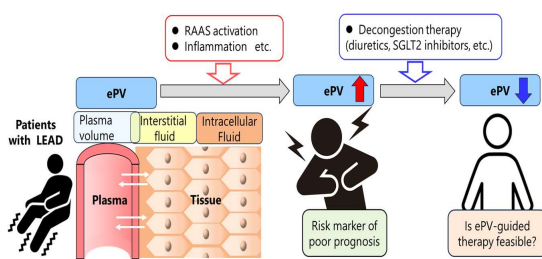 ● RAAS activation
● Inflammation etc.
● Decongestion therapy
(diuretics, SGLT2 inhibitors, etc.)
ePV
ePV
ePV
Patients
with LEAD
Plasma
volume
Interstitial
fluid
Intracellular
Fluid
Plasma
Tissue
Risk marker of
poor prognosis
Is ePV-guided
therapy feasible?